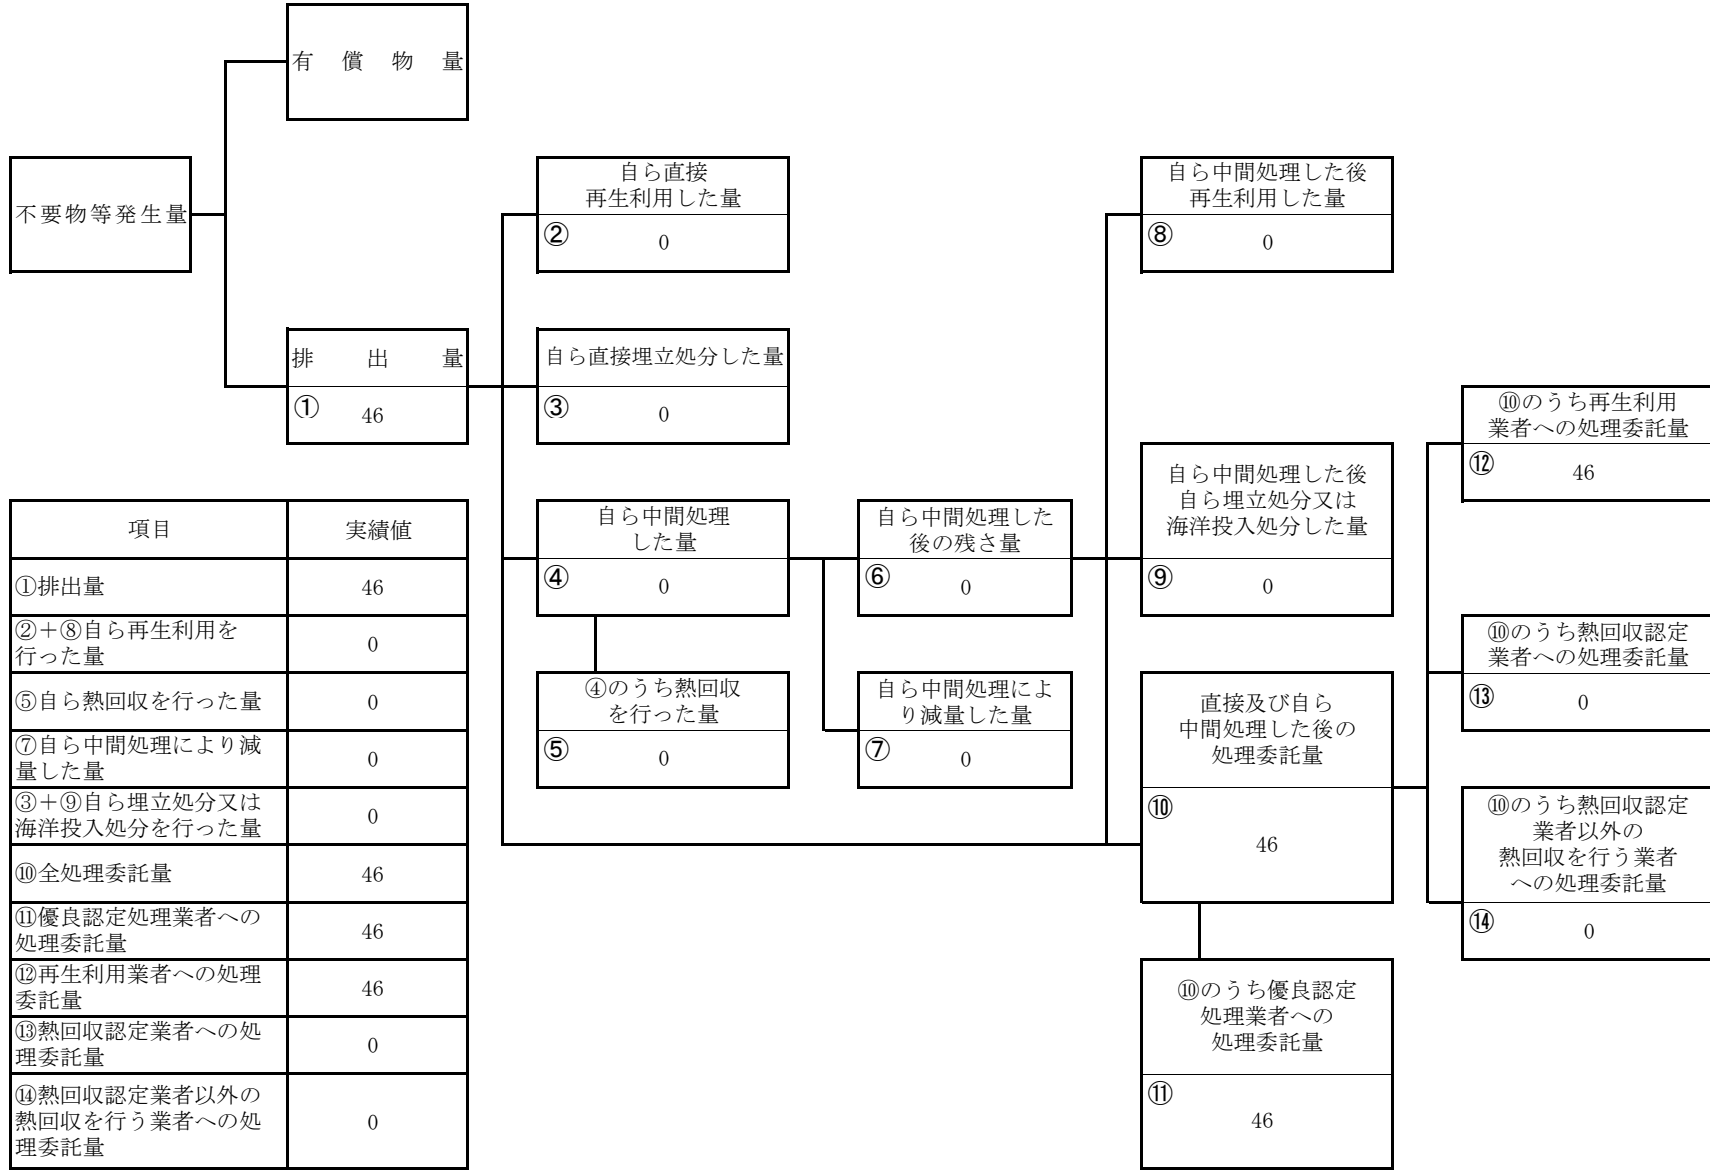 有償物量
不要物等発生量
排出量
① 46
自ら直接
再生利用した量
② 0
自ら直接埋立処分した量
③ 0
自ら中間処理
した量
④ 0
④のうち熱回収
を行った量
⑤ 0
自ら中間処理した
後の残さ量
⑥ 0
自ら中間処理によ
り減量した量
⑦ 0
自ら中間処理した後
再生利用した量
⑧ 0
自ら中間処理した後
自ら埋立処分又は
海洋投入処分した量
⑨ 0
直接及び自ら
中間処理した後の
処理委託量
⑩
46
⑩のうち優良認定
処理業者への
処理委託量
⑪
46
⑩のうち再生利用
業者への処理委託量
⑫ 46
⑩のうち熱回収認定
業者への処理委託量
⑬ 0
⑩のうち熱回収認定
業者以外の
熱回収を行う業者
への処理委託量
⑭ 0
項目 実績値
①排出量 46
②＋⑧自ら再生利用を
行った量 0
⑤自ら熱回収を行った量 0
⑦自ら中間処理により減
量した量 0
③＋⑨自ら埋立処分又は
海洋投入処分を行った量 0
⑩全処理委託量 46
⑪優良認定処理業者への
処理委託量 46
⑫再生利用業者への処理
委託量 46
⑬熱回収認定業者への処
理委託量 0
⑭熱回収認定業者以外の
熱回収を行う業者への処
理委託量 0